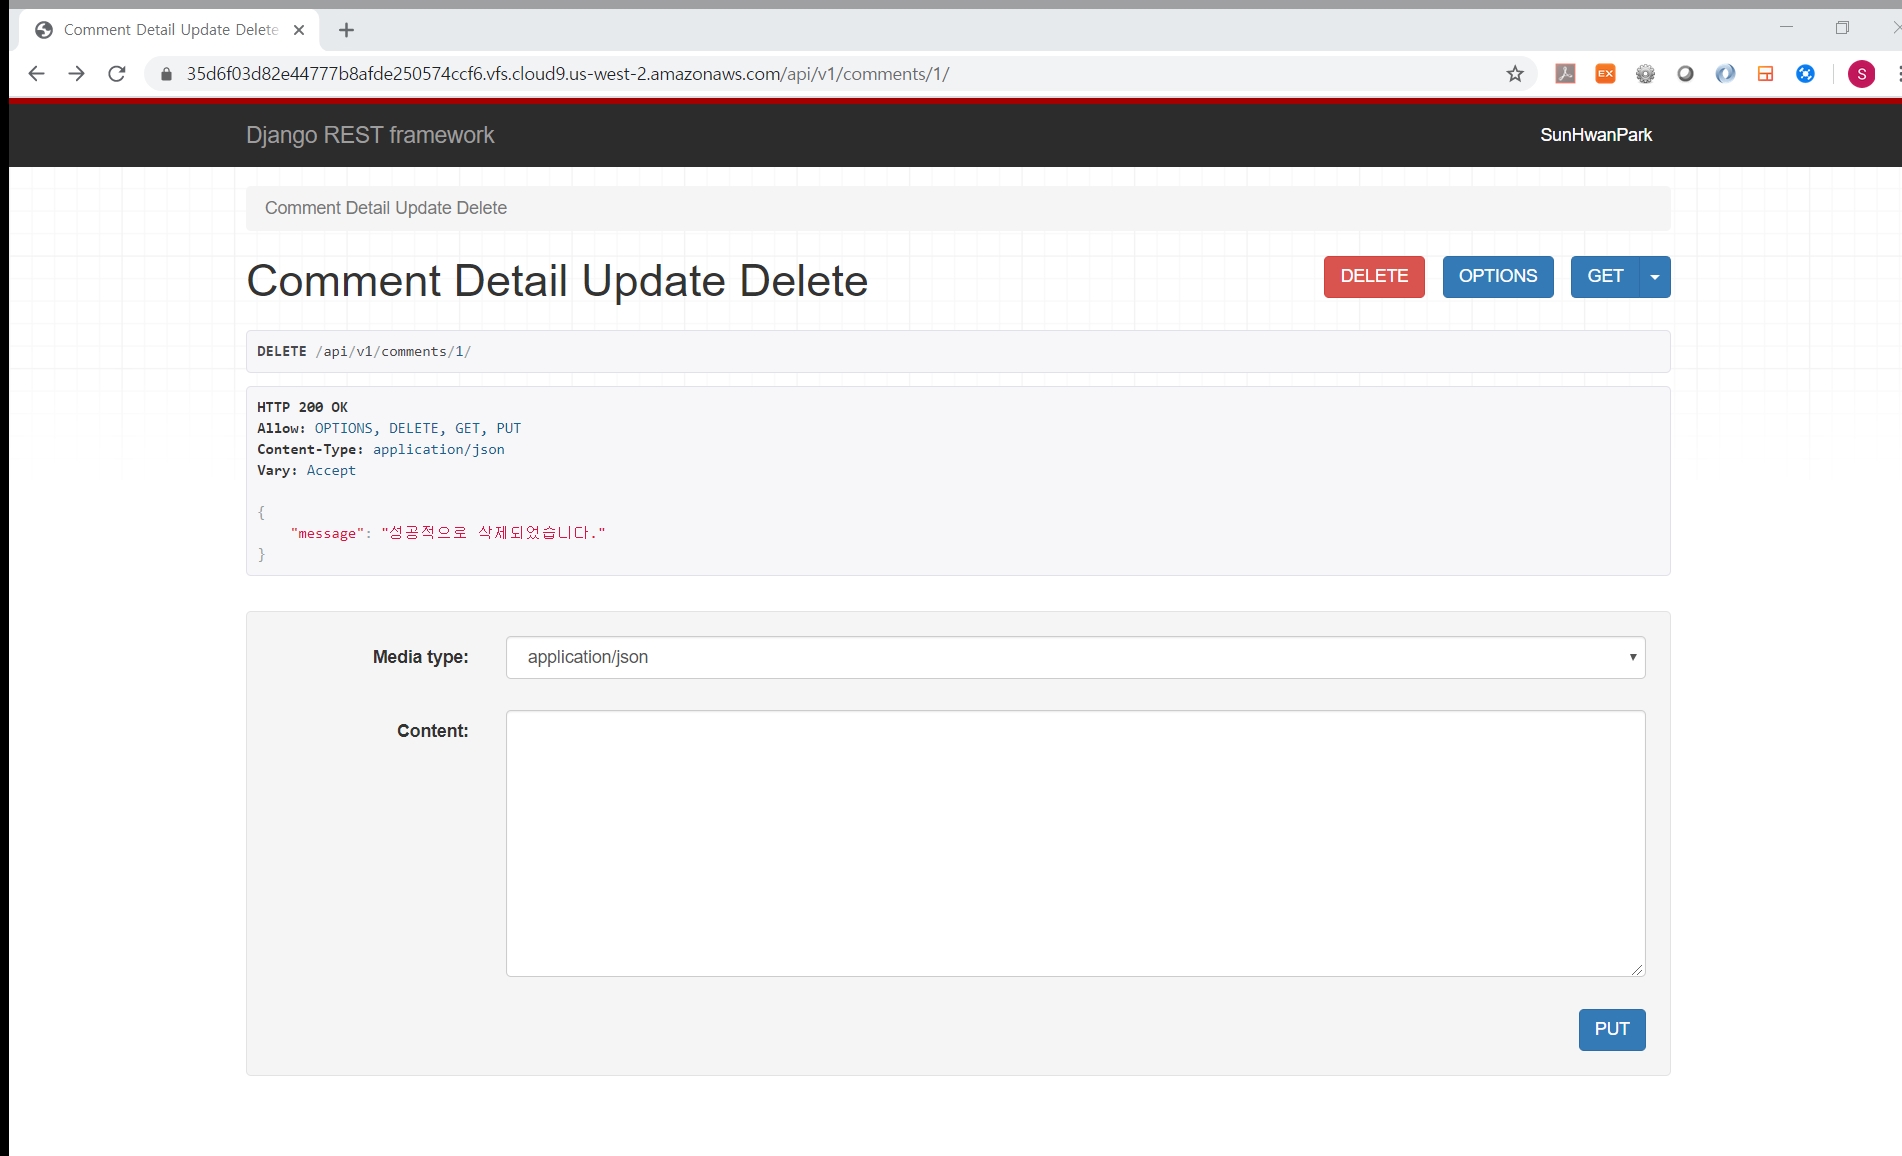 Comment Detail Update Delete
35d6f03d82e44777b8afde250574ccf6.vfs.cloud9.us-west-2.amazonaws.com/api/v1/comments/1/
EX
S
Django REST framework
SunHwanPark
Comment Detail Update Delete
Comment Detail Update Delete
DELETE
OPTIONS
GET
DELETE /api/v1/comments/1/
HTTP 200 OK
Allow: OPTIONS, DELETE, GET, PUT
Content-Type: application/json
Vary: Accept
{
"message": "성공적으로 삭제되었습니다."
}
Media type:
application/json
Content:
PUT